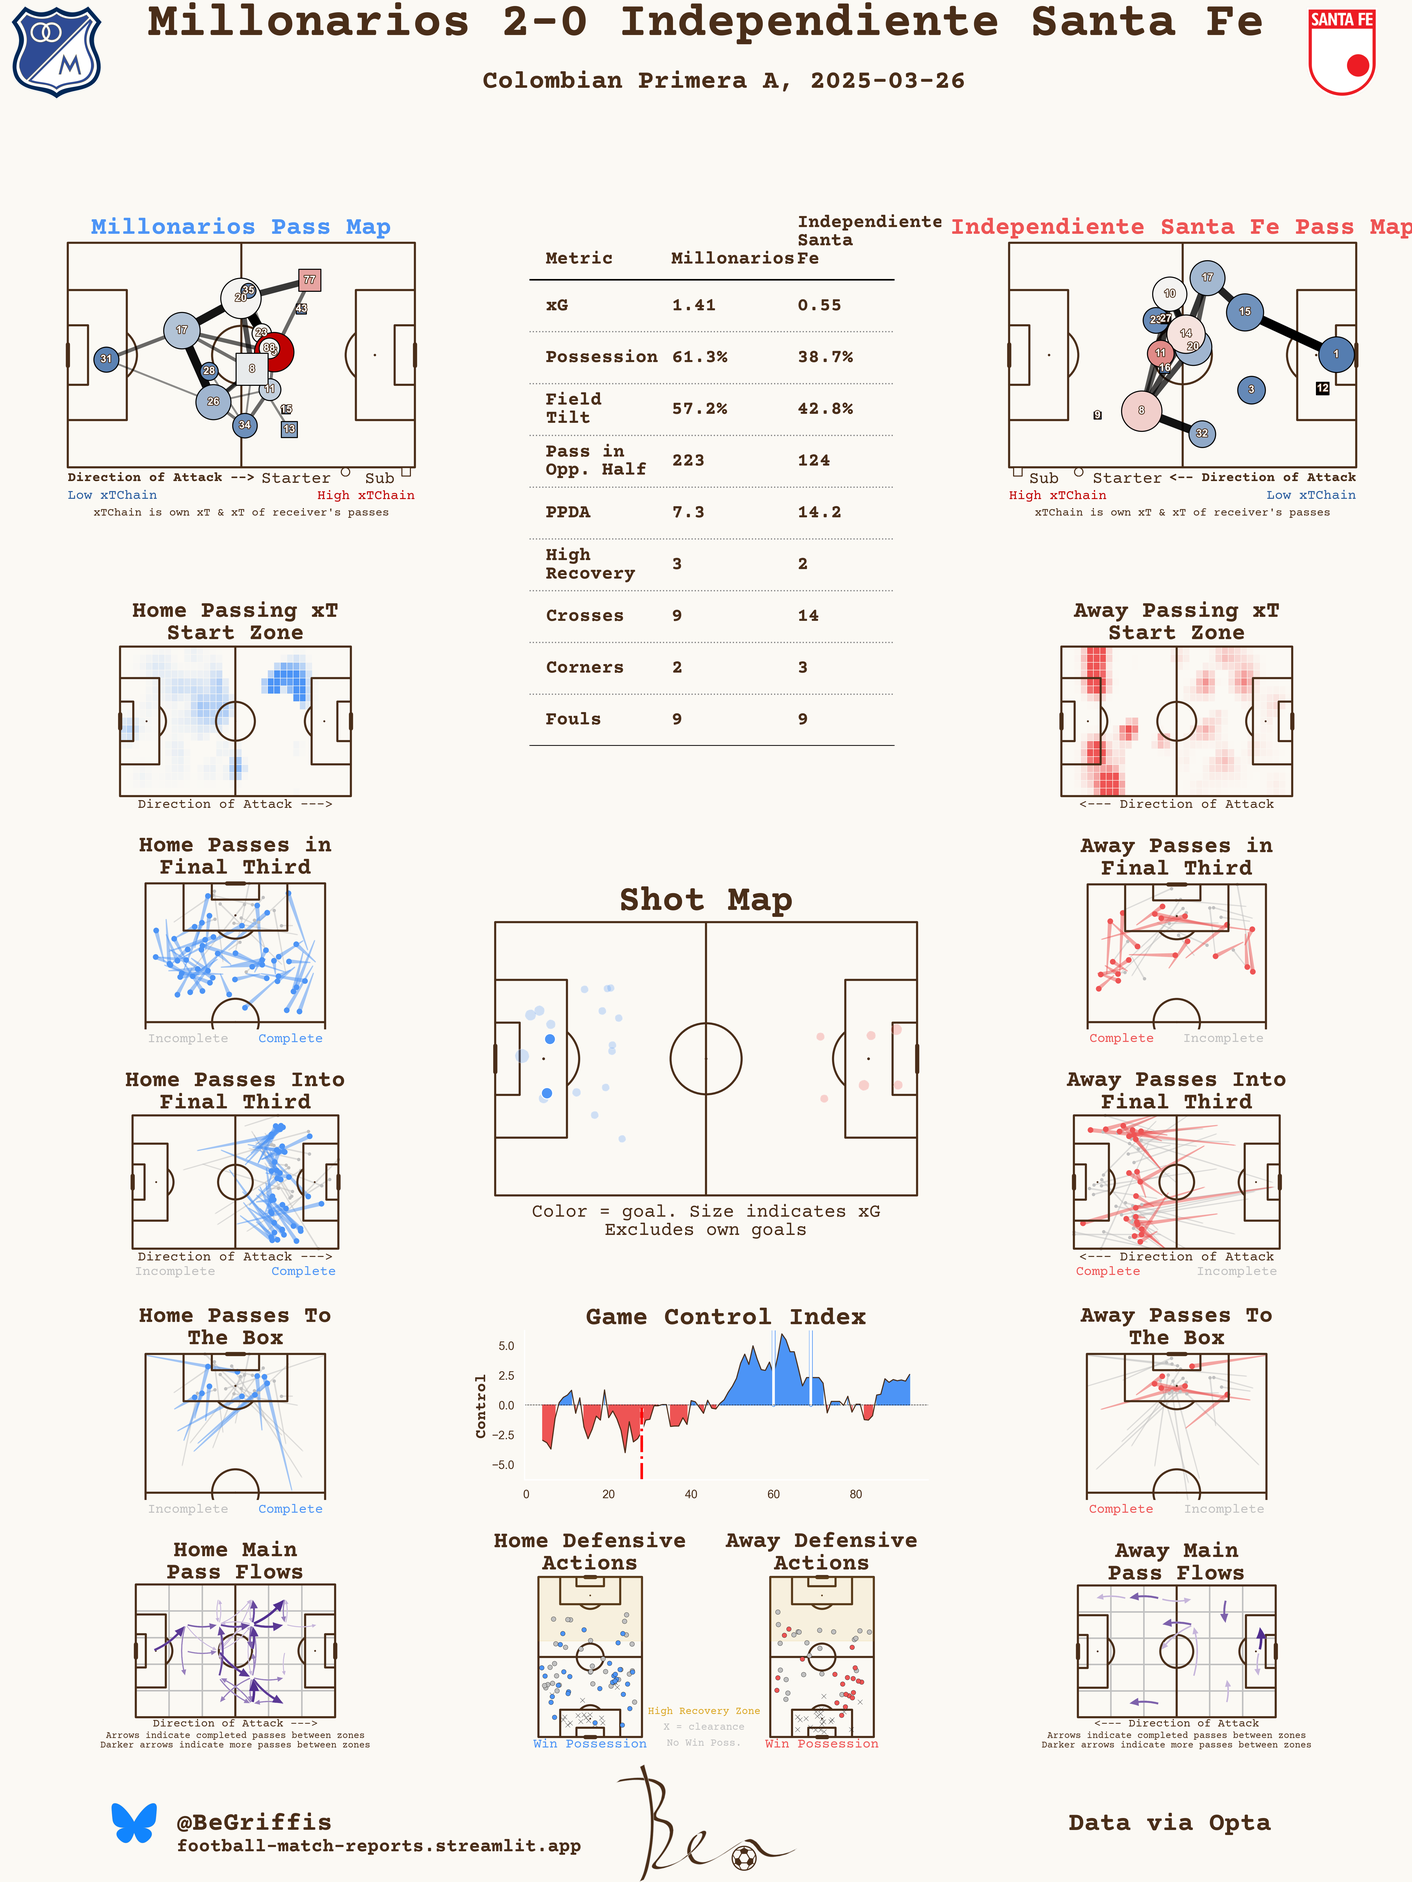 Millonarios 2-0 Independiente Santa Fe
SANTA FE
M
Colombian Primera A, 2025-03-26
Millonarios Pass Map
77
35
20
43
23
17
88
31
8
28
11
26
15
34
13
Direction of Attack --> Starter Sub
Low xTChain High xTChain
xTChain is own xT & xT of receiver's passes
Metric Millonarios Independiente Santa Fe
xG 1.41 0.55
Possession 61.3% 38.7%
Field Tilt 57.2% 42.8%
Pass in Opp. Half 223 124
PPDA 7.3 14.2
High Recovery 3 2
Crosses 9 14
Corners 2 3
Fouls 9 9
Independiente Santa Fe Pass Map
17
10
15
23
27
14
20
11
1
16
3
12
8
9
32
Sub Starter <-- Direction of Attack
High xTChain Low xTChain
xTChain is own xT & xT of receiver's passes
Home Passing xT
Start Zone
Direction of Attack --->
Away Passing xT
Start Zone
<--- Direction of Attack
Home Passes in
Final Third
Incomplete Complete
Away Passes in
Final Third
Complete Incomplete
Shot Map
Color = goal. Size indicates xG
Excludes own goals
Home Passes Into
Final Third
Direction of Attack --->
Incomplete Complete
Away Passes Into
Final Third
<--- Direction of Attack
Complete Incomplete
Home Passes To
The Box
Incomplete Complete
Game Control Index
Control
5.0
2.5
0.0
−2.5
−5.0
0 20 40 60 80
Away Passes To
The Box
Complete Incomplete
Home Main
Pass Flows
Direction of Attack --->
Arrows indicate completed passes between zones
Darker arrows indicate more passes between zones
Home Defensive
Actions
Win Possession
High Recovery Zone
X = clearance
No Win Poss.
Away Defensive
Actions
Win Possession
Away Main
Pass Flows
<--- Direction of Attack
Arrows indicate completed passes between zones
Darker arrows indicate more passes between zones
@BeGriffis
football-match-reports.streamlit.app
Ben
Data via Opta